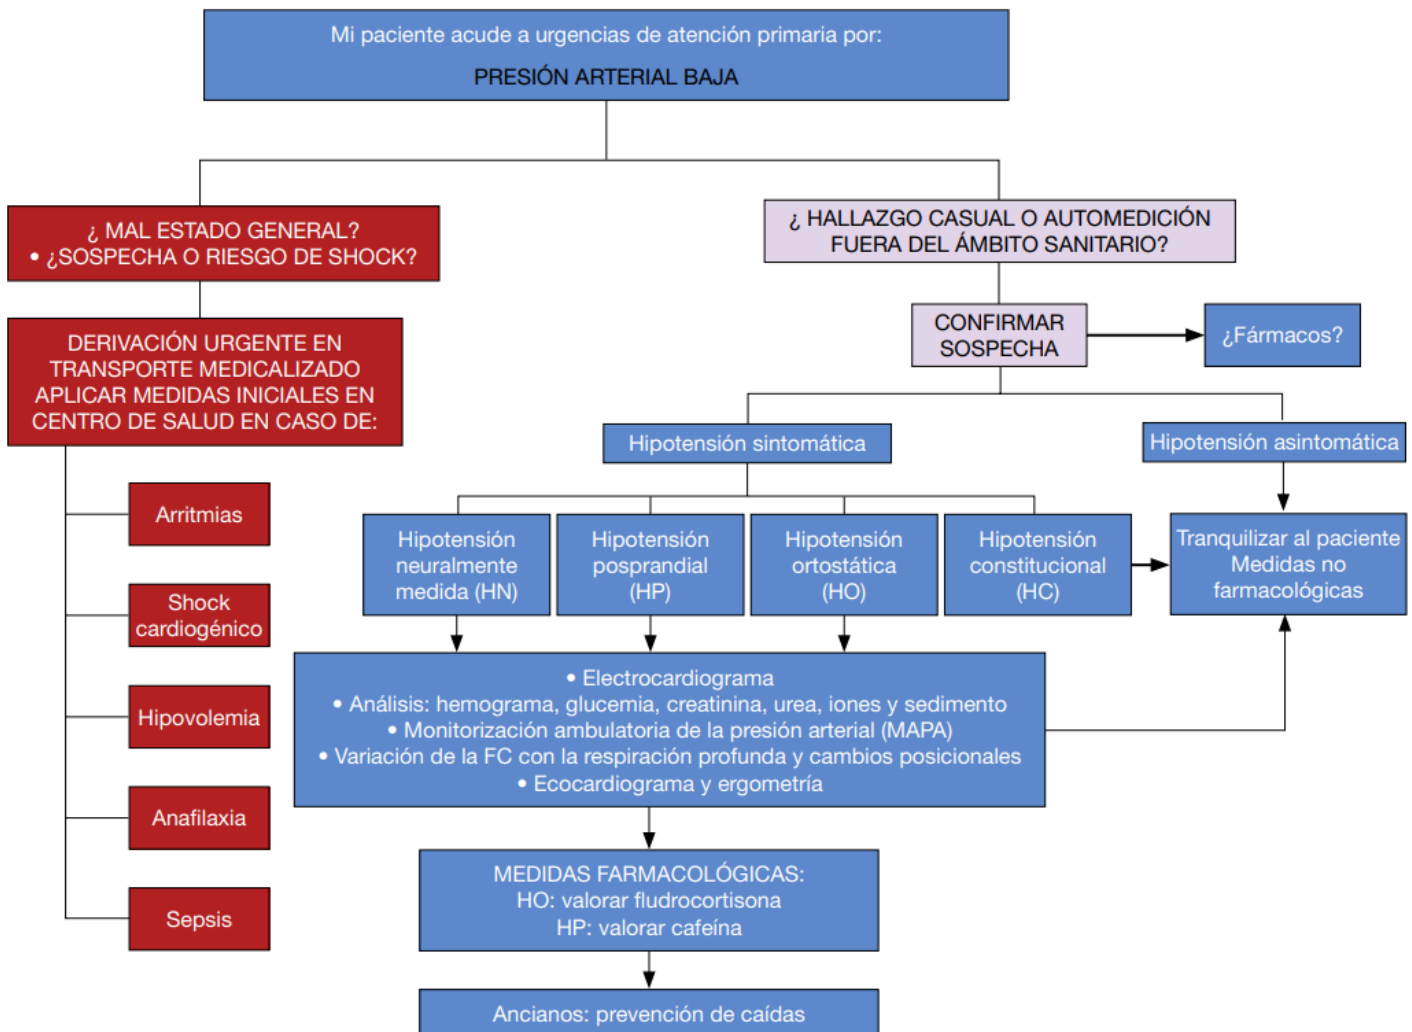 Mi paciente acude a urgencias de atención primaria por:
PRESIÓN ARTERIAL BAJA
¿ MAL ESTADO GENERAL?
• ¿SOSPECHA O RIESGO DE SHOCK?
¿ HALLAZGO CASUAL O AUTOMEDICIÓN
FUERA DEL ÁMBITO SANITARIO?
DERIVACIÓN URGENTE EN
TRANSPORTE MEDICALIZADO
APLICAR MEDIDAS INICIALES EN
CENTRO DE SALUD EN CASO DE:
CONFIRMAR
SOSPECHA
¿Fármacos?
Hipotensión sintomática
Hipotensión asintomática
Arritmias
Shock
cardiogénico
Hipovolemia
Anafilaxia
Sepsis
Hipotensión
neuralmente
medida (HN)
Hipotensión
posprandial
(HP)
Hipotensión
ortostática
(HO)
Hipotensión
constitucional
(HC)
Tranquilizar al paciente
Medidas no
farmacológicas
• Electrocardiograma
• Análisis: hemograma, glucemia, creatinina, urea, iones y sedimento
• Monitorización ambulatoria de la presión arterial (MAPA)
• Variación de la FC con la respiración profunda y cambios posicionales
• Ecocardiograma y ergometría
MEDIDAS FARMACOLÓGICAS:
HO: valorar fludrocortisona
HP: valorar cafeína
Ancianos: prevención de caídas